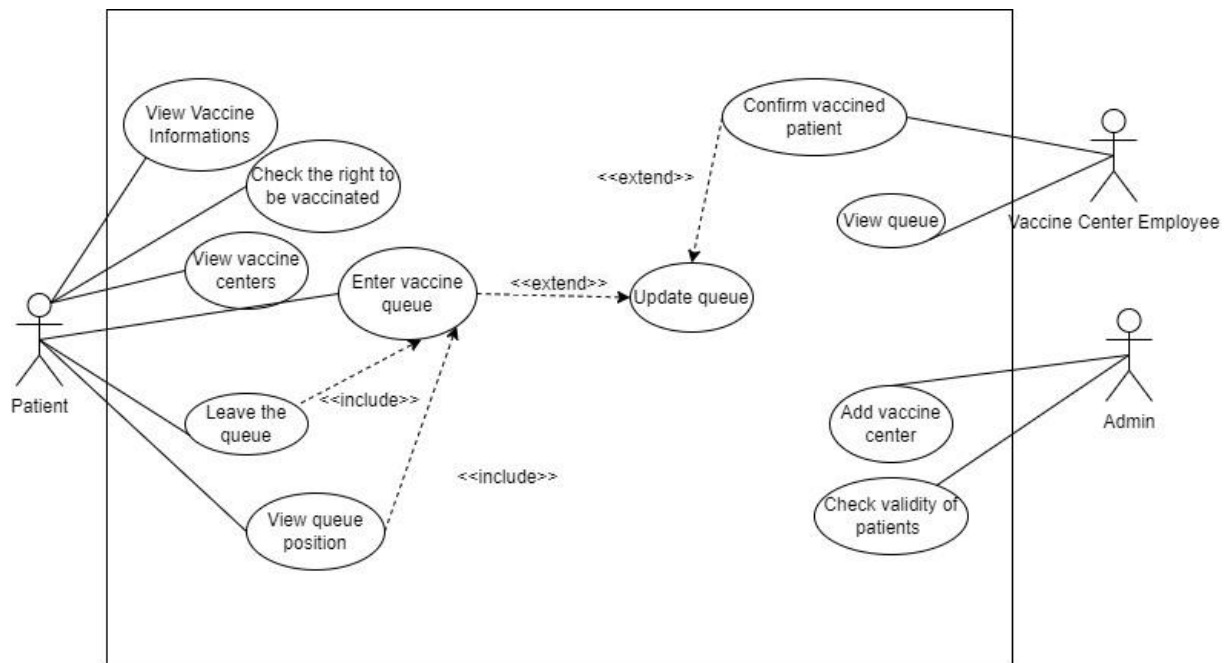 View Vaccine
Informations
Check the right to
be vaccinated
View vaccine
centers
Enter vaccine
queue
<<extend>>
Update queue
<<extend>>
Confirm vaccined
patient
View queue
Vaccine Center Employee
Patient
Leave the
queue
<<include>>
<<include>>
View queue
position
Add vaccine
center
Admin
Check validity of
patients